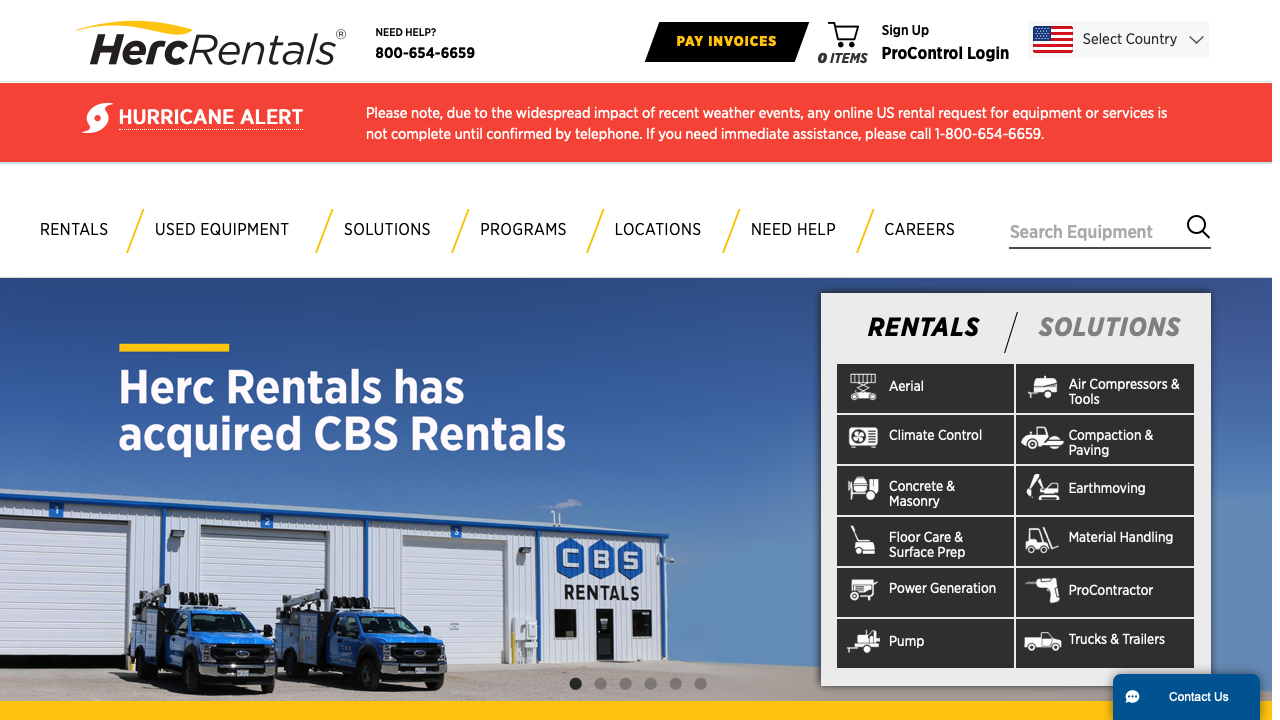 HercRentals®
NEED HELP?
800-654-6659
PAY INVOICES
0 ITEMS
Sign Up
ProControl Login
Select Country
HURRICANE ALERT
Please note, due to the widespread impact of recent weather events, any online US rental request for equipment or services is
not complete until confirmed by telephone. If you need immediate assistance, please call 1-800-654-6659.
RENTALS
USED EQUIPMENT
SOLUTIONS
PROGRAMS
LOCATIONS
NEED HELP
CAREERS
Search Equipment
Herc Rentals has
acquired CBS Rentals
1
2
3
CBS
RENTALS
RENTALS
SOLUTIONS
Aerial
Air Compressors &
Tools
Climate Control
Compaction &
Paving
Concrete &
Masonry
Earthmoving
Floor Care &
Surface Prep
Material Handling
Power Generation
ProContractor
Pump
Trucks & Trailers
Contact Us